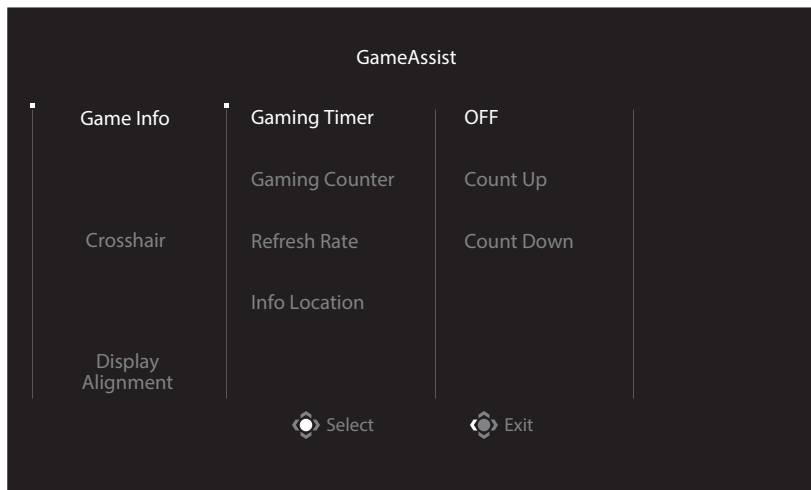 GameAssist
Game Info
Gaming Timer
OFF
Gaming Counter
Count Up
Crosshair
Refresh Rate
Count Down
Info Location
Display
Alignment
Select
Exit